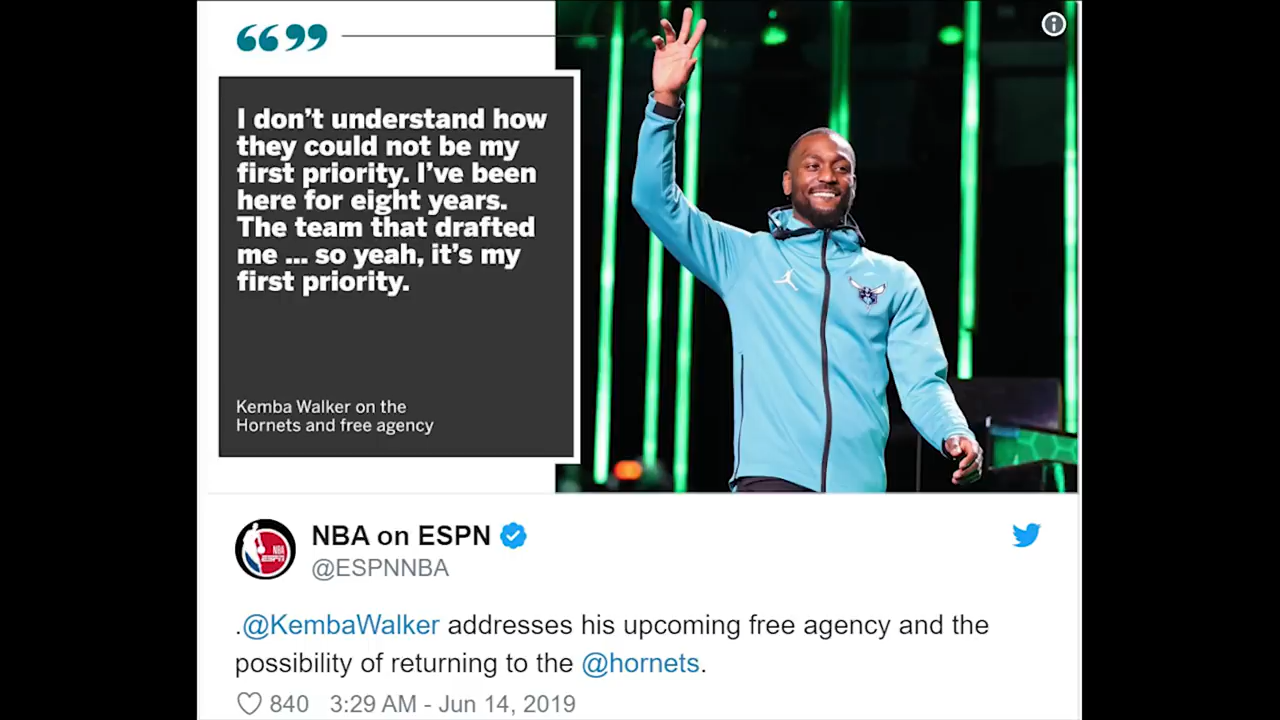 I don’t understand how
they could not be my
first priority. I’ve been
here for eight years.
The team that drafted
me ... so yeah, it’s my
first priority.
Kemba Walker on the
Hornets and free agency
NBA on ESPN
@ESPNNBA
NBA
ESPN
.@KembaWalker addresses his upcoming free agency and the
possibility of returning to the @hornets.
840 3:29 AM - Jun 14, 2019